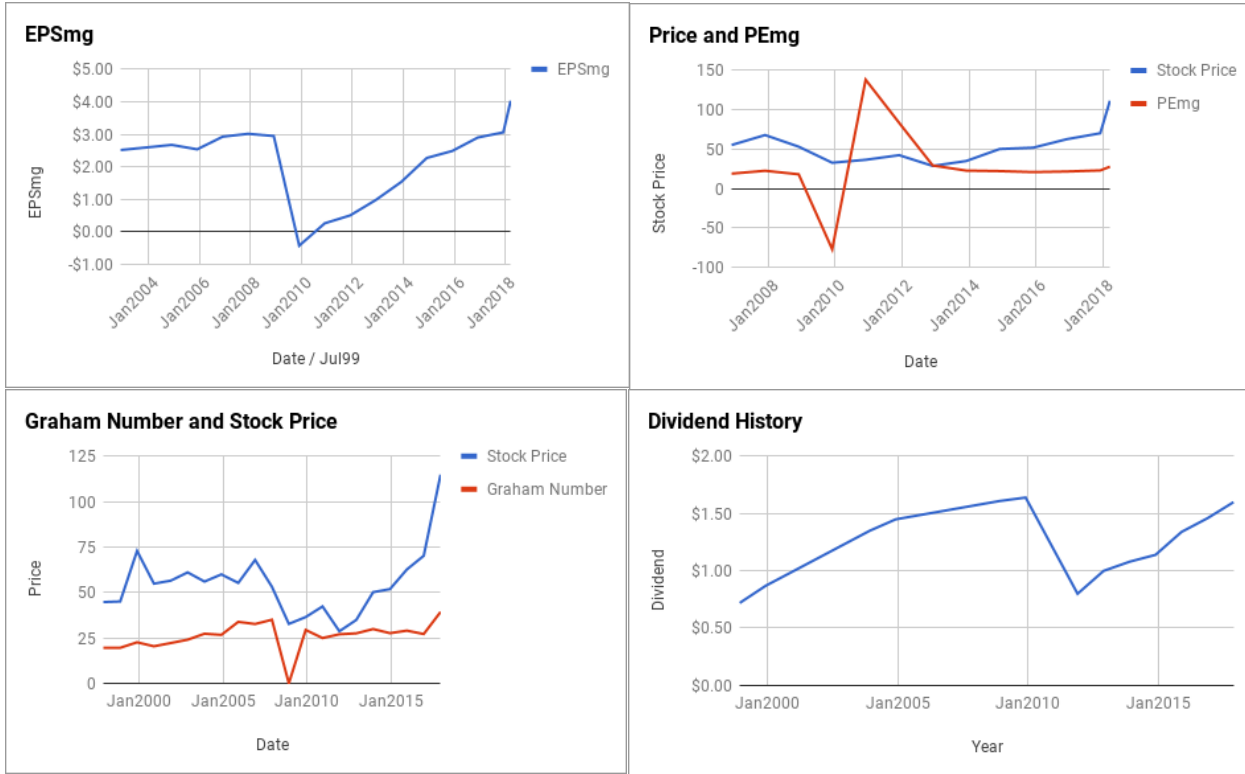 EPSmg
EPSmg
$5.00
$4.00
$3.00
$2.00
$1.00
$0.00
-$1.00
EPSmg
Jan2004
Jan2006
Jan2008
Jan2010
Jan2012
Jan2014
Jan2016
Jan2018
Date / Jul99
Price and PEmg
Stock Price
PEmg
150
100
50
0
-50
-100
Stock Price
Jan2008
Jan2010
Jan2012
Jan2014
Jan2016
Jan2018
Date
Graham Number and Stock Price
Stock Price
Graham Number
125
100
75
50
25
0
Price
Jan2000
Jan2005
Jan2010
Jan2015
Date
Dividend History
$2.00
$1.50
$1.00
$0.50
$0.00
Dividend
Jan2000
Jan2005
Jan2010
Jan2015
Year